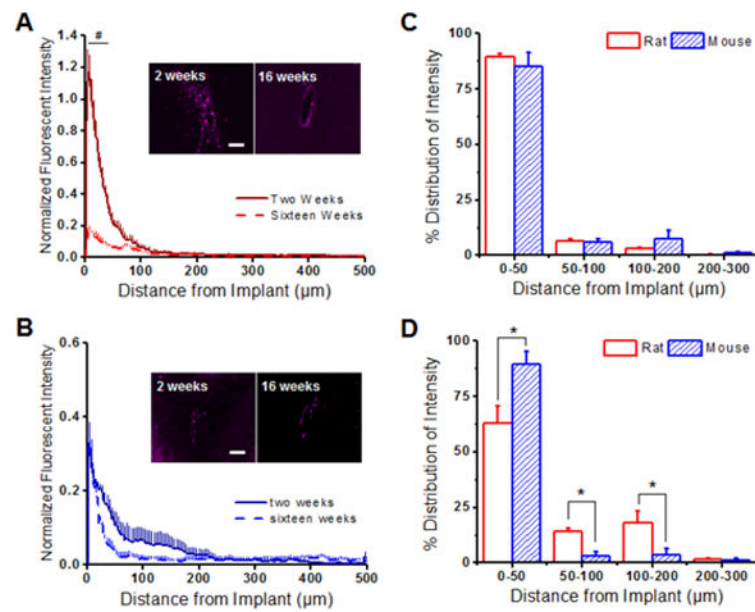 A
Normalized Fluorescent Intensity
1.4
1.2
1.0
0.8
0.6
0.4
0.2
0.0
#
2 weeks
16 weeks
Two Weeks
Sixteen Weeks
0 100 200 300 400 500
Distance from Implant (µm)
C
% Distribution of Intensity
100
75
50
25
0
Rat Mouse
0-50 50-100 100-200 200-300
Distance from Implant (µm)
B
Normalized Fluorescent Intensity
0.6
0.4
0.2
0.0
2 weeks
16 weeks
two weeks
sixteen weeks
0 100 200 300 400 500
Distance from Implant (µm)
D
% Distribution of Intensity
100
75
50
25
0
Rat Mouse
*
*
*
0-50 50-100 100-200 200-300
Distance from Implant (µm)